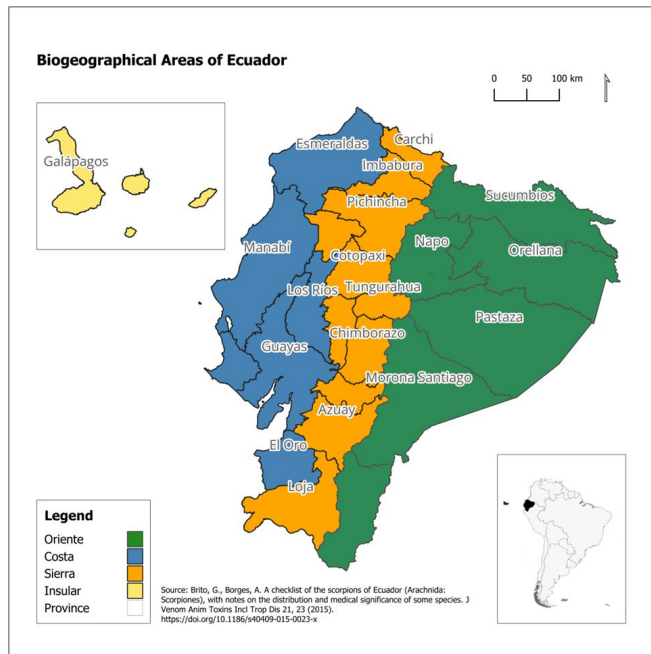 Biogeographical Areas of Ecuador
0 50 100 km
Galápagos
Esmeraldas
Carchi
Imbabura
Pichincha
Sucumbíos
Manabí
Cotopaxi
Napo
Orellana
Los Ríos
Tungurahua
Pastaza
Guayas
Chimborazo
Morona Santiago
Azuay
El Oro
Loja
Legend
Oriente
Costa
Sierra
Insular
Province
Source: Brito, G., Borges, A. A checklist of the scorpions of Ecuador (Arachnida:
Scorpiones), with notes on the distribution and medical significance of some species. J
Venom Anim Toxins Incl Trop Dis 21, 23 (2015).
https://doi.org/10.1186/s40409-015-0023-x